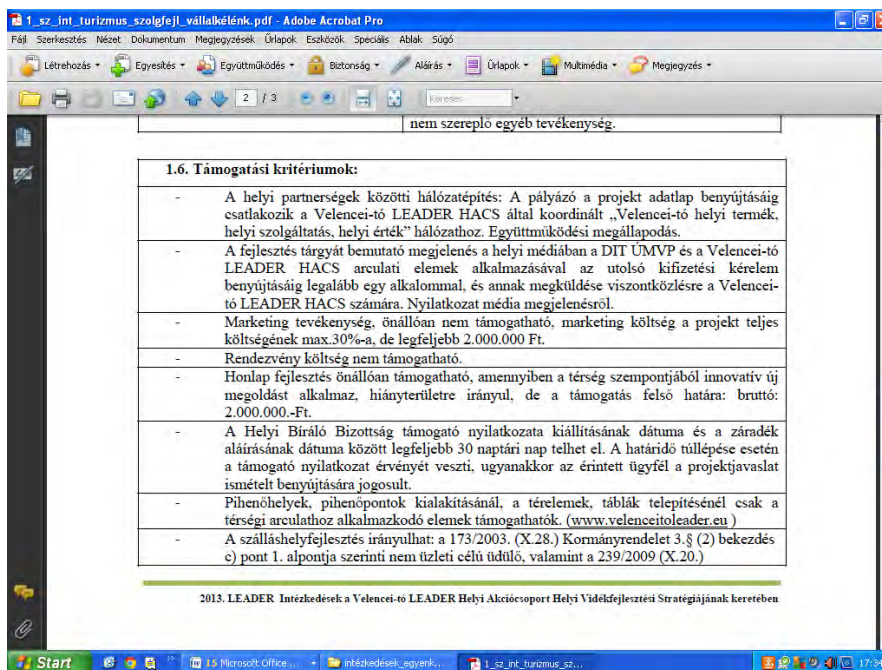 1_sz_int_turizmus_szolgfejl_vállalkélénk.pdf - Adobe Acrobat Pro
Fájl Szerkesztés Nézet Dokumentum Megjegyzések Űrlapok Eszközök Speciális Ablak Súgó
Létrehozás Egyesítés Együttműködés Biztonság Aláírás Űrlapok Multimédia Megjegyzés
2 / 3 Keresés
nem szereplő egyéb tevékenység.
1.6. Támogatási kritériumok:
- A helyi partnerségek közötti hálózatépítés: A pályázó a projekt adatlap benyújtásáig
csatlakozik a Velencei-tó LEADER HACS által koordinált „Velencei-tó helyi termék,
helyi szolgáltatás, helyi érték” hálózathoz. Együttműködési megállapodás.
- A fejlesztés tárgyát bemutató megjelenés a helyi médiában a DIT ÚMVP és a Velencei-tó
LEADER HACS arculati elemek alkalmazásával az utolsó kifizetési kérelem
benyújtásáig legalább egy alkalommal, és annak megküldése viszontközlésre a Velencei-
tó LEADER HACS számára. Nyilatkozat média megjelenésről.
- Marketing tevékenység, önállóan nem támogatható, marketing költség a projekt teljes
költségének max.30%-a, de legfeljebb 2.000.000 Ft.
- Rendezvény költség nem támogatható.
- Honlap fejlesztés önállóan támogatható, amennyiben a térség szempontjából innovatív új
megoldást alkalmaz, hiányterületre irányul, de a támogatás felső határa: bruttó:
2.000.000.-Ft.
- A Helyi Bíráló Bizottság támogató nyilatkozata kiállításának dátuma és a záradék
aláírásának dátuma között legfeljebb 30 naptári nap telhet el. A határidő túllépése esetén
a támogató nyilatkozat érvényét veszti, ugyanakkor az érintett ügyfél a projektjavaslat
ismételt benyújtására jogosult.
- Pihenőhelyek, pihenőpontok kialakításánál, a térelemek, táblák telepítésénél csak a
térségi arculathoz alkalmazkodó elemek támogathatók. (www.velenceitoleader.eu )
- A szálláshelyfejlesztés irányulhat: a 173/2003. (X.28.) Kormányrendelet 3.§ (2) bekezdés
c) pont 1. alpontja szerinti nem üzleti célú üdülő, valamint a 239/2009 (X.20.)
2013. LEADER Intézkedések a Velencei-tó LEADER Helyi Akciócsoport Helyi Vidékfejlesztési Stratégiájának keretében
Start 15 Microsoft Office ... intézkedések_egyenk... 1_sz_int_turizmus_sz... 17:34